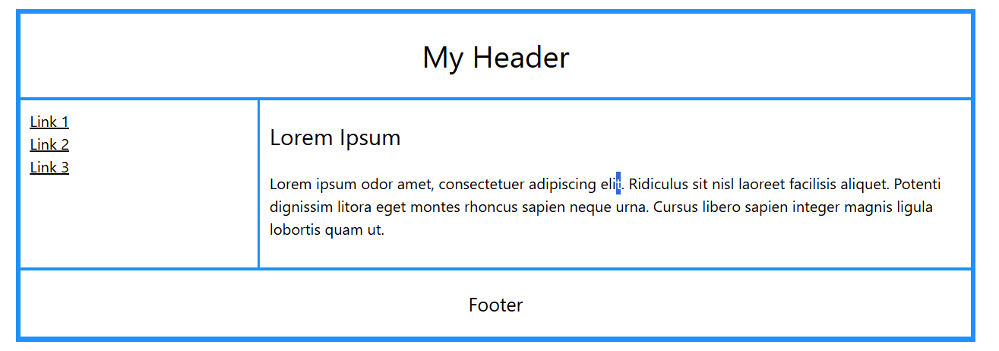 My Header
Link 1
Link 2
Link 3
Lorem Ipsum
Lorem ipsum odor amet, consectetuer adipiscing elit. Ridiculus sit nisl laoreet facilisis aliquet. Potenti
dignissim litora eget montes rhoncus sapien neque urna. Cursus libero sapien integer magnis ligula
lobortis quam ut.
Footer